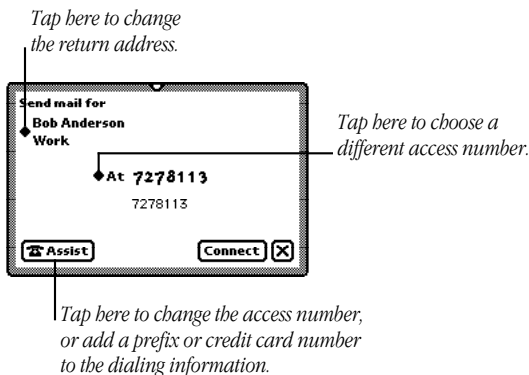 Tap here to change
the return address.
Send mail for
Bob Anderson
Work
At 7278113
7278113
Tap here to choose a
different access number.
Assist
Connect
X
Tap here to change the access number,
or add a prefix or credit card number
to the dialing information.